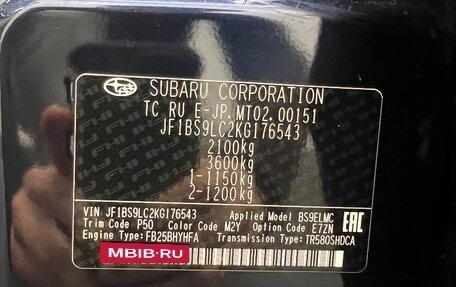 SUBARU CORPORATION
TC RU E-JP.MT02.00151
JF1BS9LC2KG176543
2100kg
3600kg
1-1150kg
2-1200kg
VIN JF1BS9LC2KG176543 Applied Model BS9ELMC
Trim Code P50 Color Code M2Y Option Code E7ZN
Engine Type:FB25BHYHFA Transmission Type:TR580SHDCA
EAC
MBIB.RU